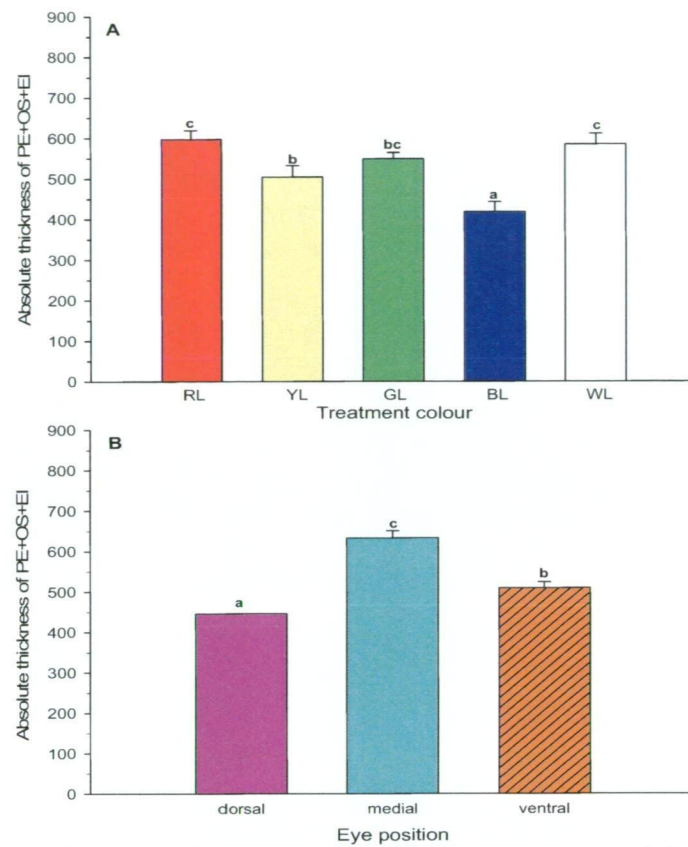 A
Absolute thickness of PE+OS+EI
900
800
700
600
500
400
300
200
100
0
c
b
bc
a
c
RL YL GL BL WL
Treatment colour
B
Absolute thickness of PE+OS+EI
900
800
700
600
500
400
300
200
100
0
a
c
b
dorsal medial ventral
Eye position